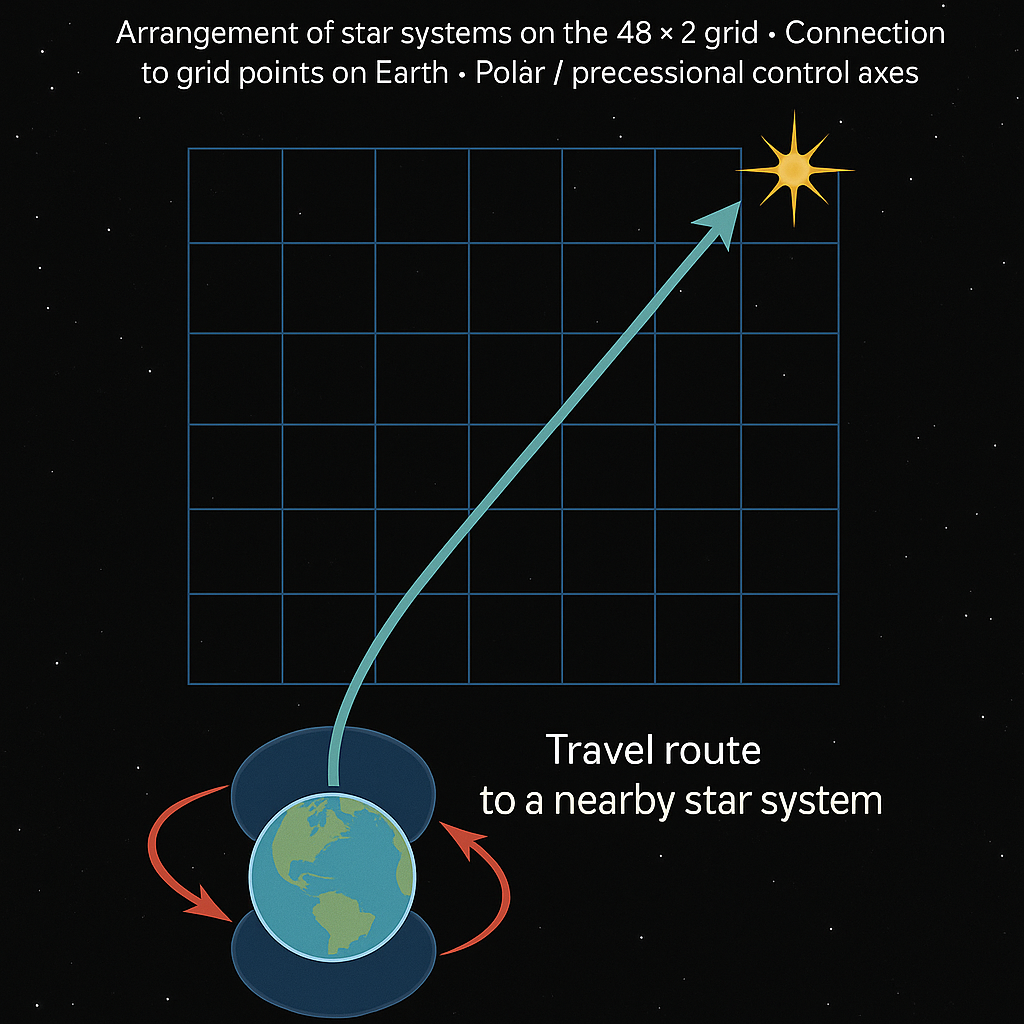 Arrangement of star systems on the 48 × 2 grid • Connection
to grid points on Earth • Polar / precessional control axes
Travel route
to a nearby star system